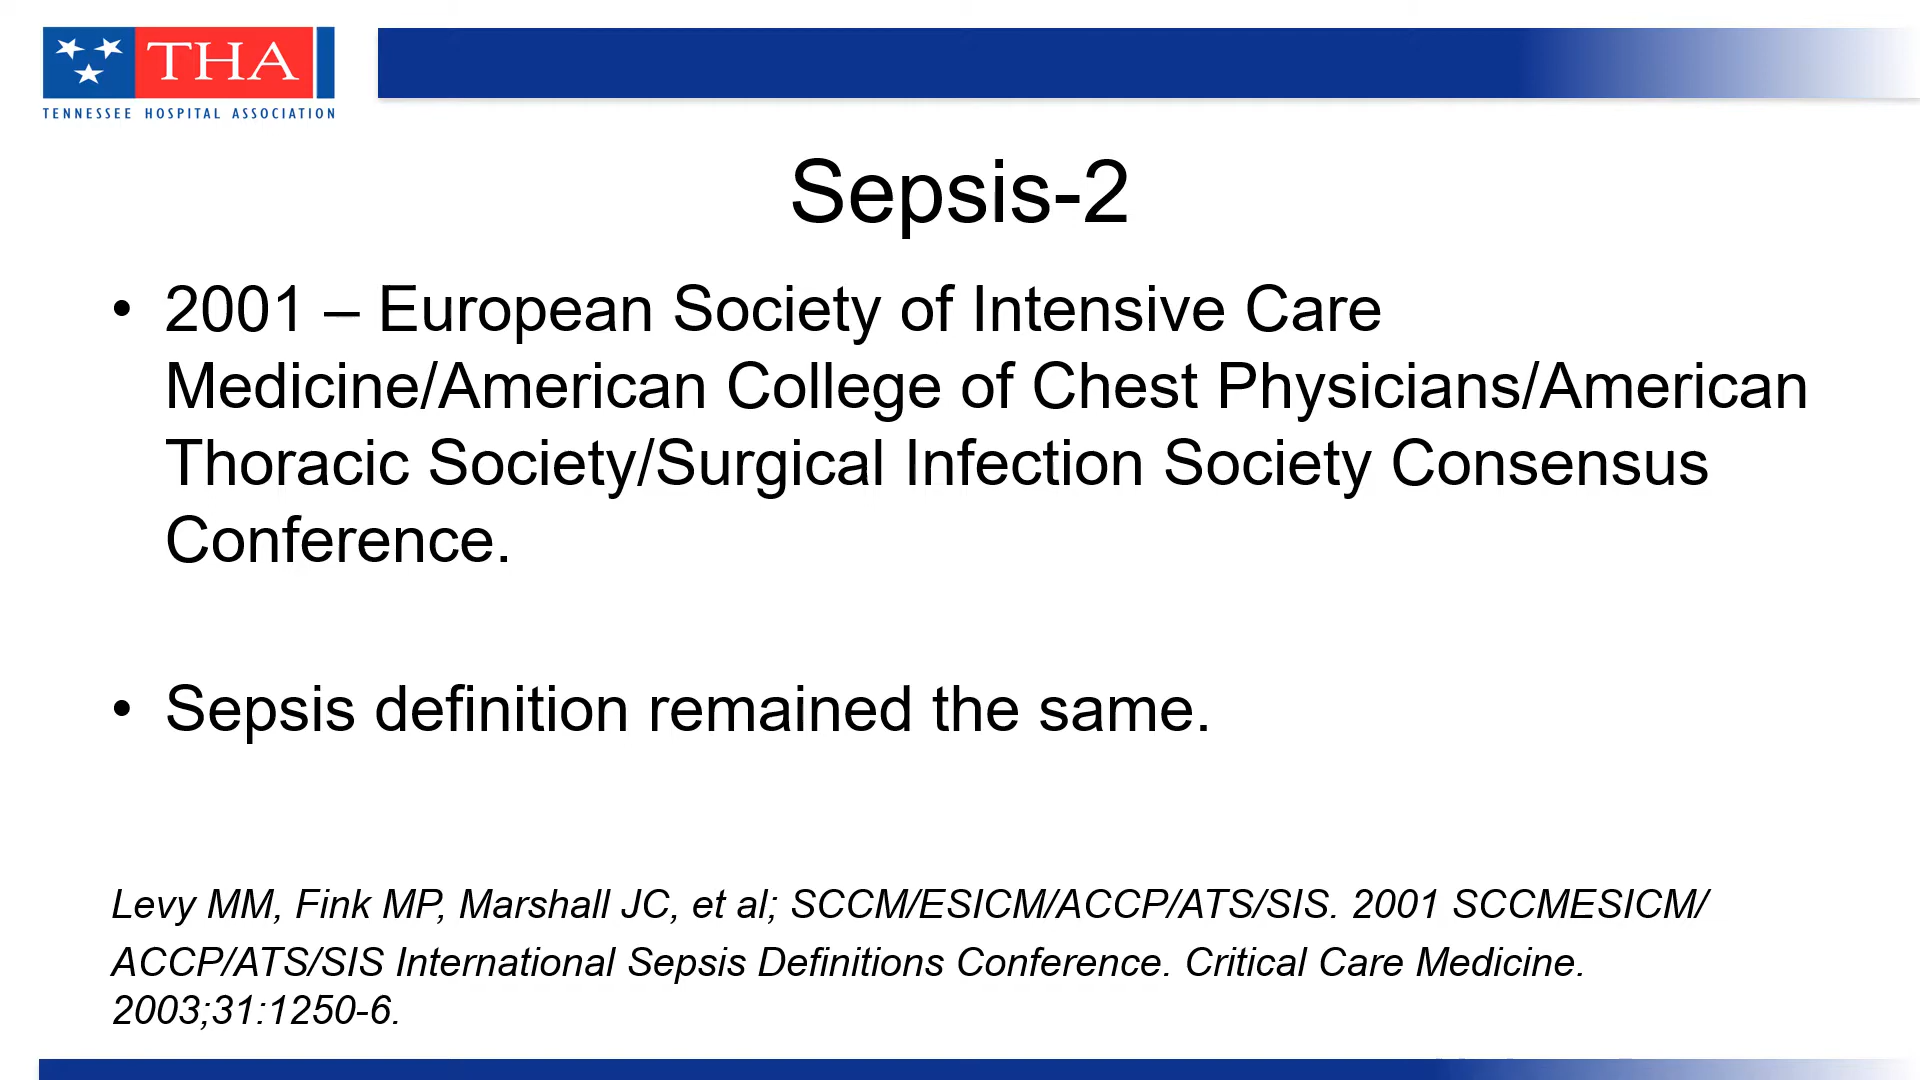 THA
TENNESSEE HOSPITAL ASSOCIATION
Sepsis-2
• 2001 – European Society of Intensive Care
Medicine/American College of Chest Physicians/American
Thoracic Society/Surgical Infection Society Consensus
Conference.
• Sepsis definition remained the same.
Levy MM, Fink MP, Marshall JC, et al; SCCM/ESICM/ACCP/ATS/SIS. 2001 SCCMESICM/
ACCP/ATS/SIS International Sepsis Definitions Conference. Critical Care Medicine.
2003;31:1250-6.